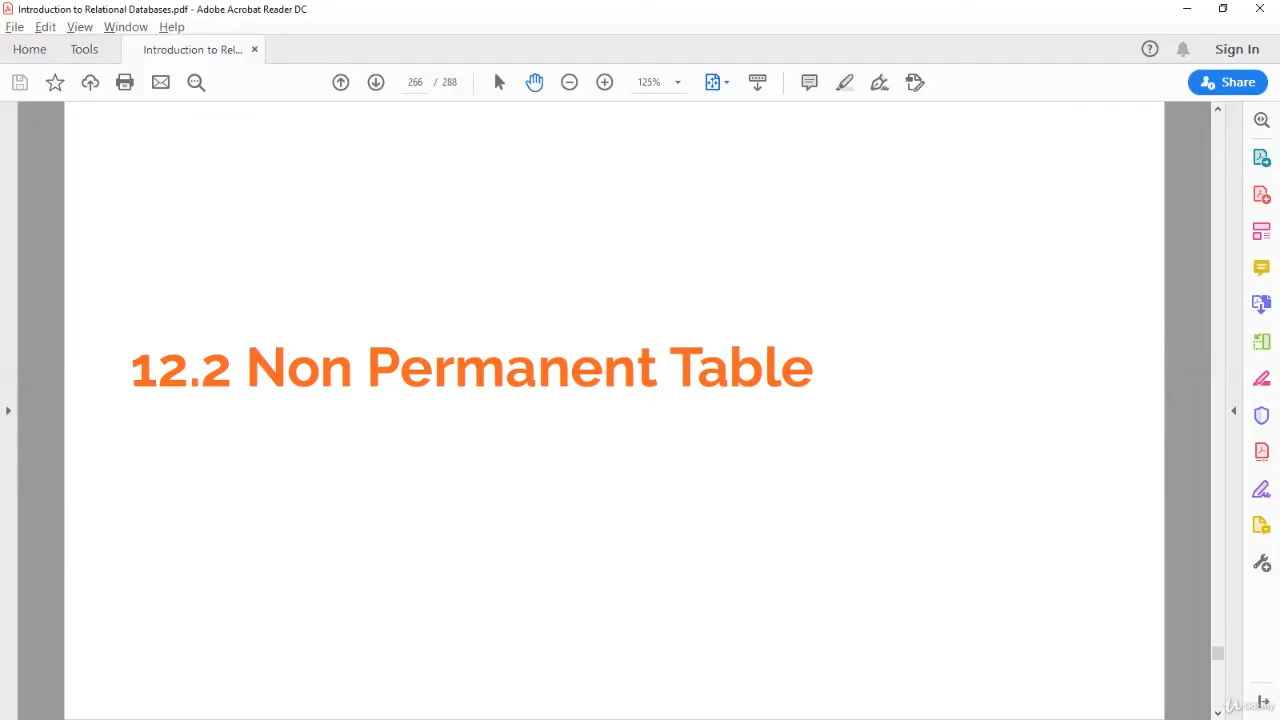 Introduction to Relational Databases.pdf - Adobe Acrobat Reader DC
File Edit View Window Help
Home Tools Introduction to Rel... × Sign In
266 / 288 125% Share
12.2 Non Permanent Table
Udemy